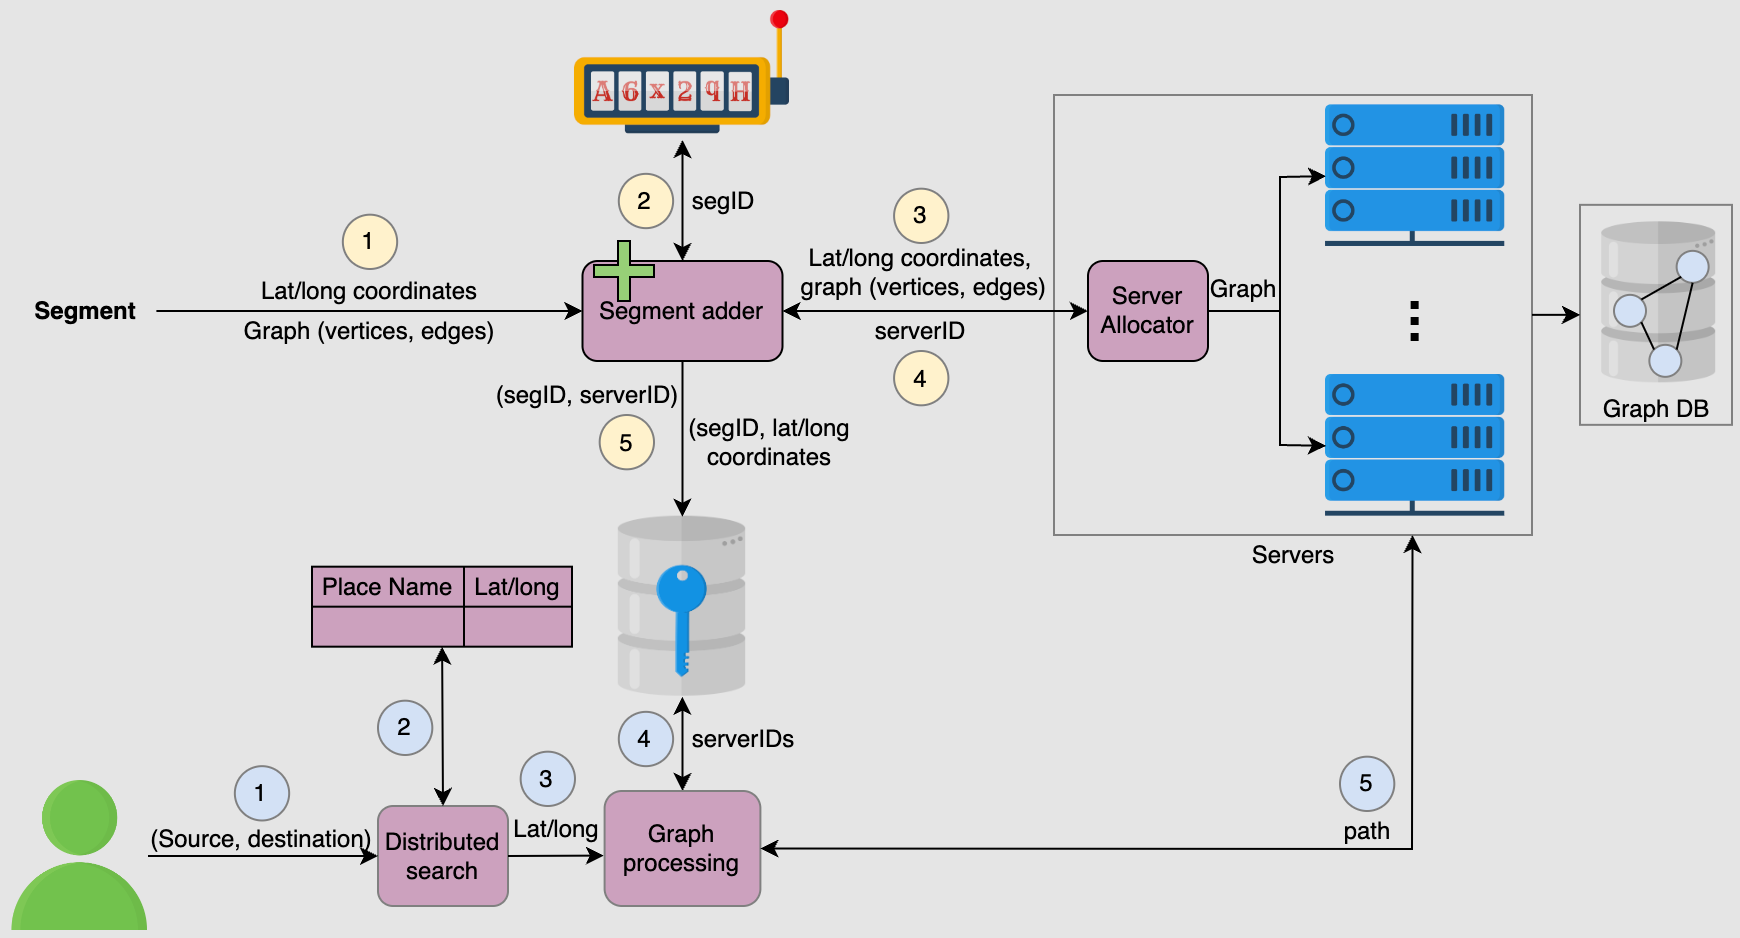 A 6 x 2 9 H
2
segID
1
3
Lat/long coordinates
Lat/long coordinates,
graph (vertices, edges)
Segment
Graph (vertices, edges)
Segment adder
serverID
4
Server
Allocator
Graph
Graph DB
(segID, serverID)
5
(segID, lat/long
coordinates
Servers
Place Name
Lat/long
2
4
serverIDs
1
3
5
(Source, destination)
Distributed
search
Lat/long
Graph
processing
path